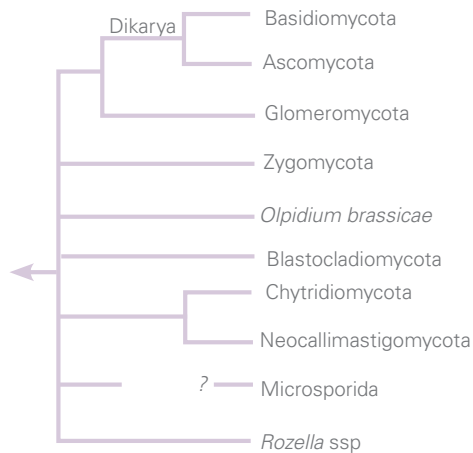 Basidiomycota
Dikarya
Ascomycota
Glomeromycota
Zygomycota
Olpidium brassicae
Blastocladiomycota
Chytridiomycota
Neocallimastigomycota
? Microsporida
Rozella ssp